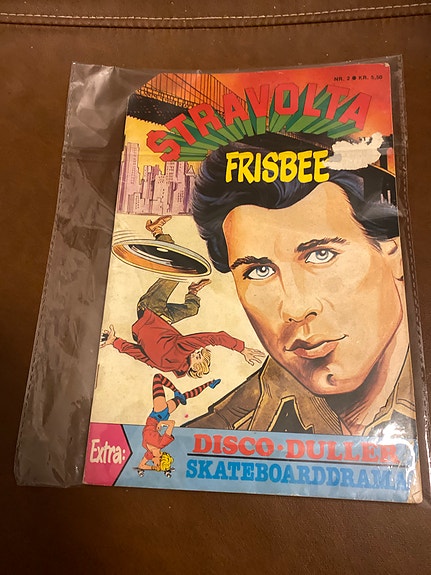 NR. 2 ● KR. 5,50
STRAVOLTA
FRISBEE
Extra:
DISCO·DULLER
SKATEBOARDDRAMA